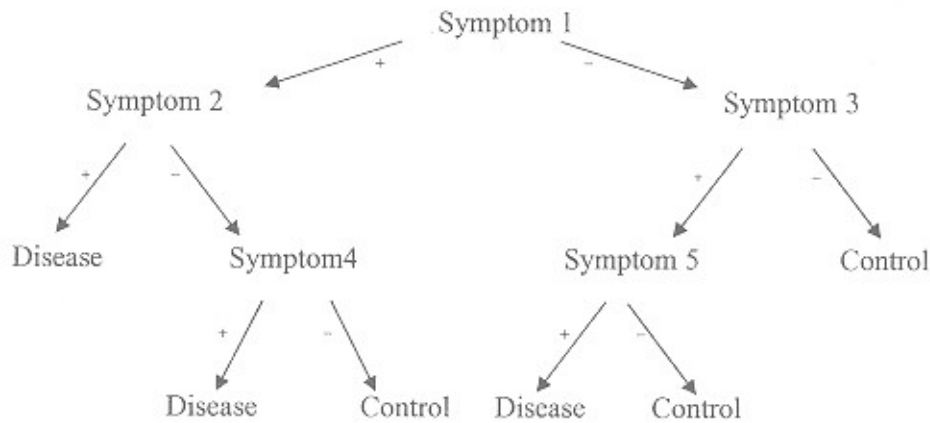 Symptom 1
+ −
Symptom 2 Symptom 3
+ − + −
Disease Symptom4 Symptom 5 Control
+ − + −
Disease Control Disease Control